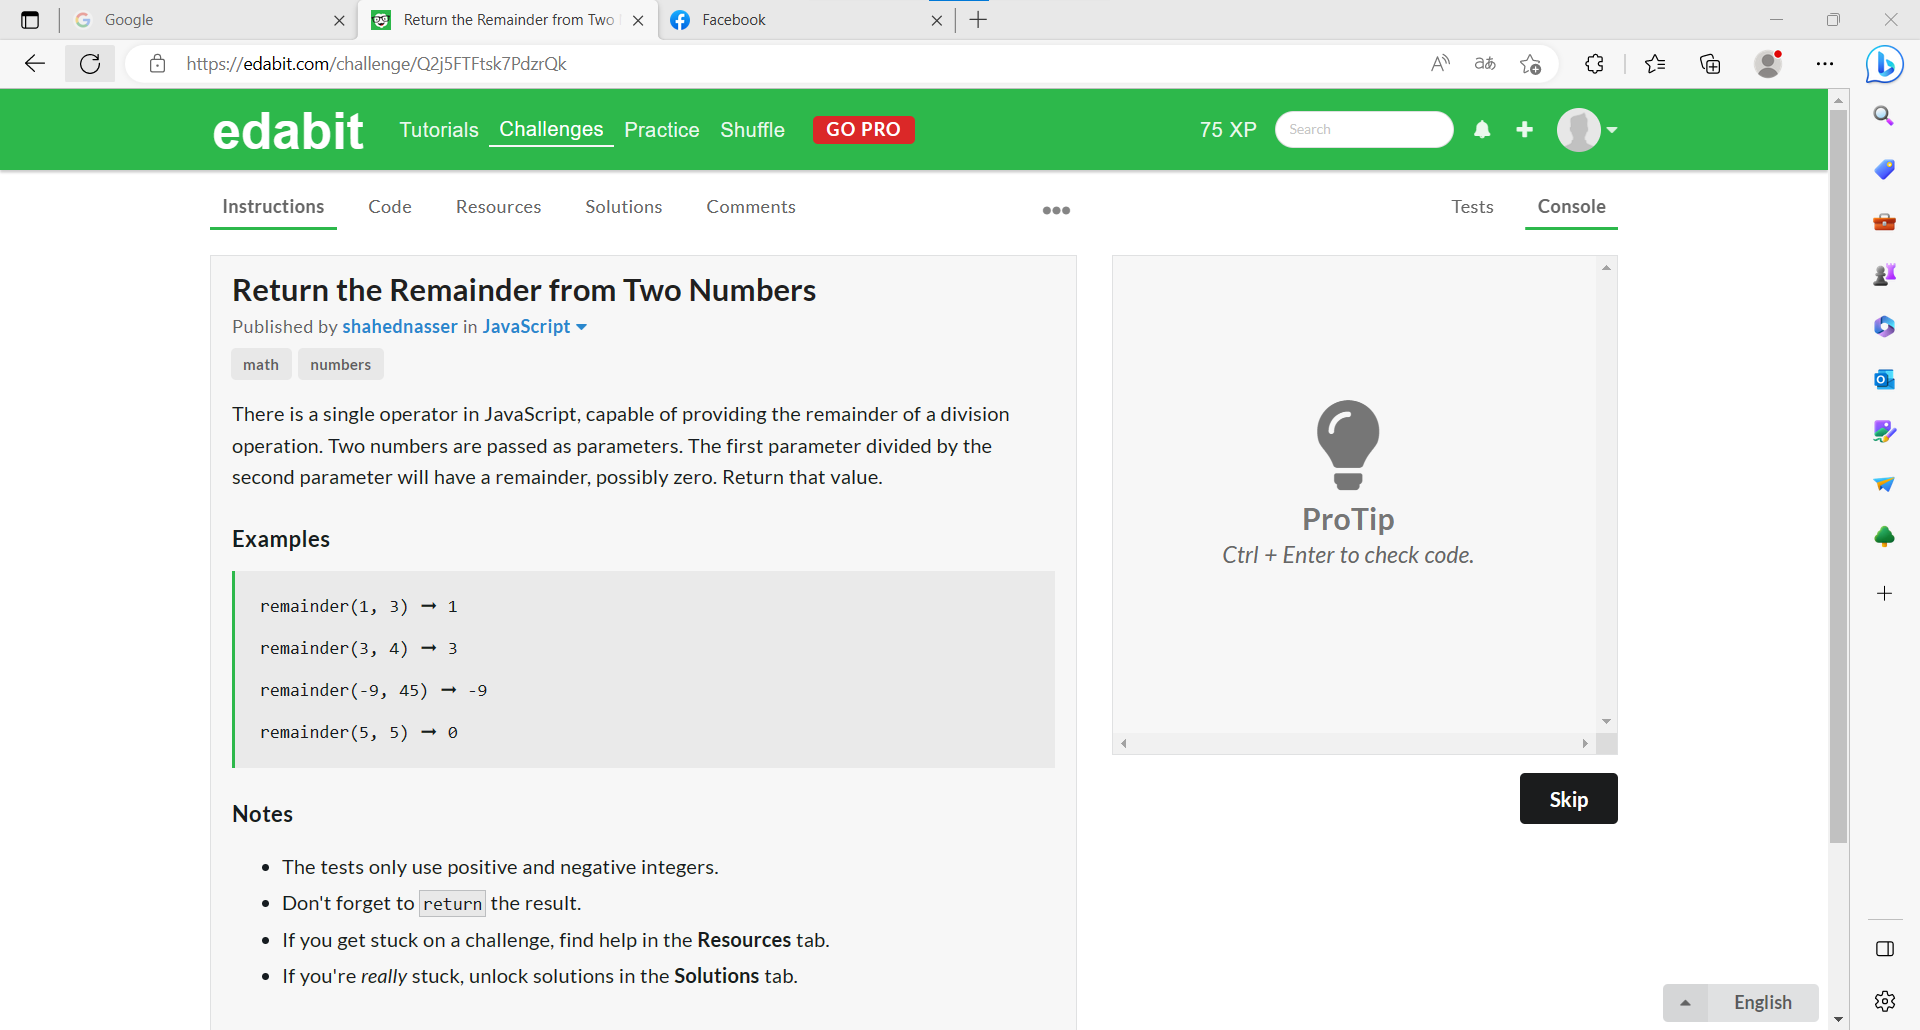 Google
Return the Remainder from Two
Facebook
https://edabit.com/challenge/Q2j5FTFtsk7PdzrQk
edabit
Tutorials
Challenges
Practice
Shuffle
GO PRO
75 XP
Search
Instructions
Code
Resources
Solutions
Comments
Tests
Console
Return the Remainder from Two Numbers
Published by shahednasser in JavaScript
math
numbers
There is a single operator in JavaScript, capable of providing the remainder of a division
operation. Two numbers are passed as parameters. The first parameter divided by the
second parameter will have a remainder, possibly zero. Return that value.
Examples
remainder(1, 3) ➞ 1
remainder(3, 4) ➞ 3
remainder(-9, 45) ➞ -9
remainder(5, 5) ➞ 0
Notes
• The tests only use positive and negative integers.
• Don't forget to return the result.
• If you get stuck on a challenge, find help in the Resources tab.
• If you're really stuck, unlock solutions in the Solutions tab.
ProTip
Ctrl + Enter to check code.
Skip
English